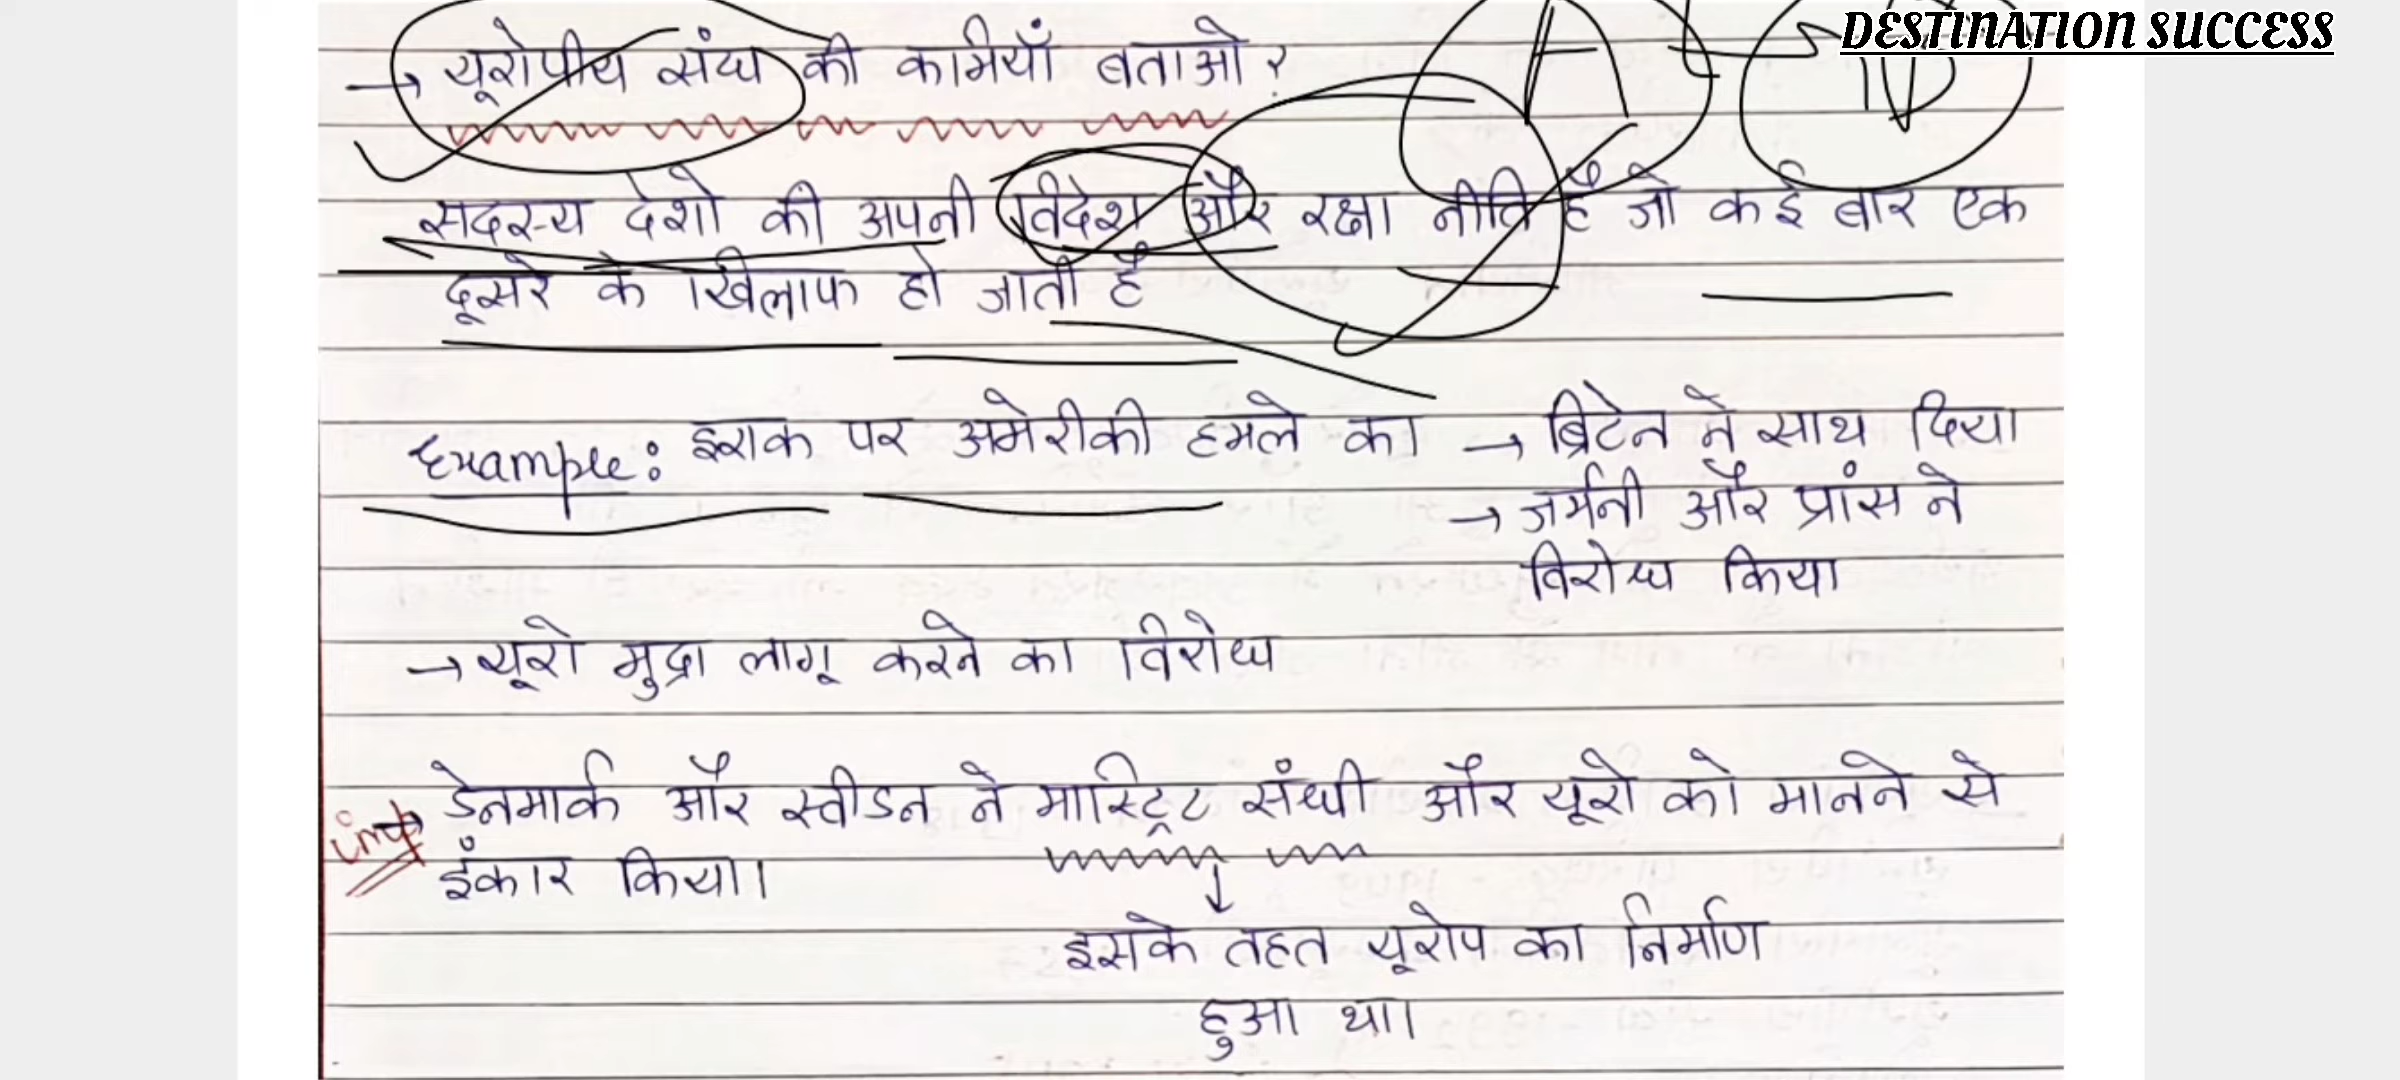 DESTINATION SUCCESS
→ यूरोपीय संघ की कमियाँ बताओ ?
सदस्य देशो की अपनी विदेश और रक्षा नीति है जो कई बार एक
दूसरे के खिलाफ हो जाती है
Example: इराक पर अमेरीकी हमले का → ब्रिटेन ने साथ दिया
→ जर्मनी और प्रांस ने
विरोध किया
→ यूरो मुद्रा लागू करने का विरोध
imp → डेनमार्क और स्वीडन ने मास्ट्रिट संधी और यूरो को मानने से
इंकार किया।
↓
इसके तहत यूरोप का निर्माण
हुआ था।